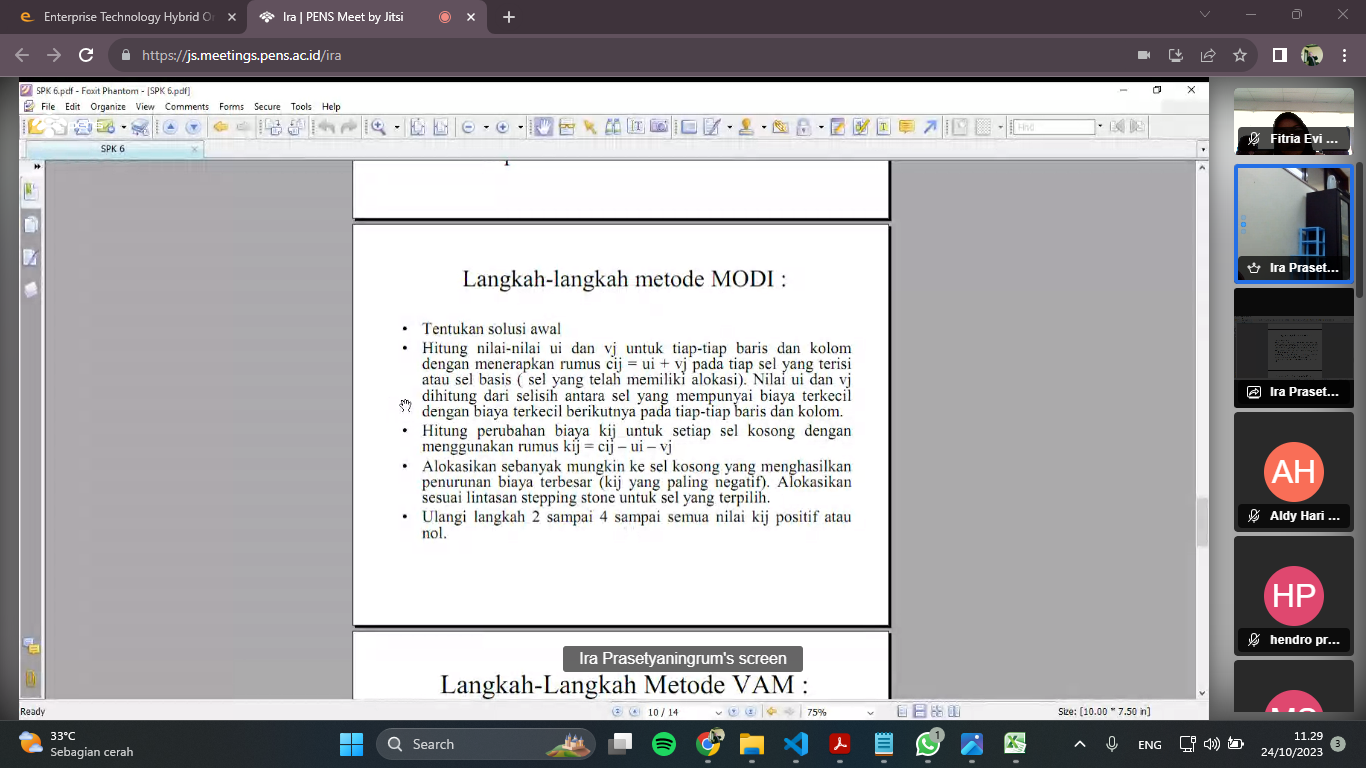 Enterprise Technology Hybrid O
Ira | PENS Meet by Jitsi
https://js.meetings.pens.ac.id/ira
SPK 6.pdf - Foxit Phantom - [SPK 6.pdf]
File Edit Organize View Comments Forms Secure Tools Help
Find
SPK 6
Langkah-langkah metode MODI :
• Tentukan solusi awal
• Hitung nilai-nilai ui dan vj untuk tiap-tiap baris dan kolom
dengan menerapkan rumus cij = ui + vj pada tiap sel yang terisi
atau sel basis ( sel yang telah memiliki alokasi). Nilai ui dan vj
dihitung dari selisih antara sel yang mempunyai biaya terkecil
dengan biaya terkecil berikutnya pada tiap-tiap baris dan kolom.
• Hitung perubahan biaya kij untuk setiap sel kosong dengan
menggunakan rumus kij = cij – ui – vj
• Alokasikan sebanyak mungkin ke sel kosong yang menghasilkan
penurunan biaya terbesar (kij yang paling negatif). Alokasikan
sesuai lintasan stepping stone untuk sel yang terpilih.
• Ulangi langkah 2 sampai 4 sampai semua nilai kij positif atau
nol.
Langkah-Langkah Metode VAM :
Ira Prasetyaningrum's screen
Ready
10 / 14
75%
Size: [10.00 * 7.50 in]
Fitria Evi ...
Ira Praset...
Ira Praset...
AH
Aldy Hari ...
HP
hendro pr...
33°C
Sebagian cerah
Search
1
ENG
11.29
24/10/2023
3